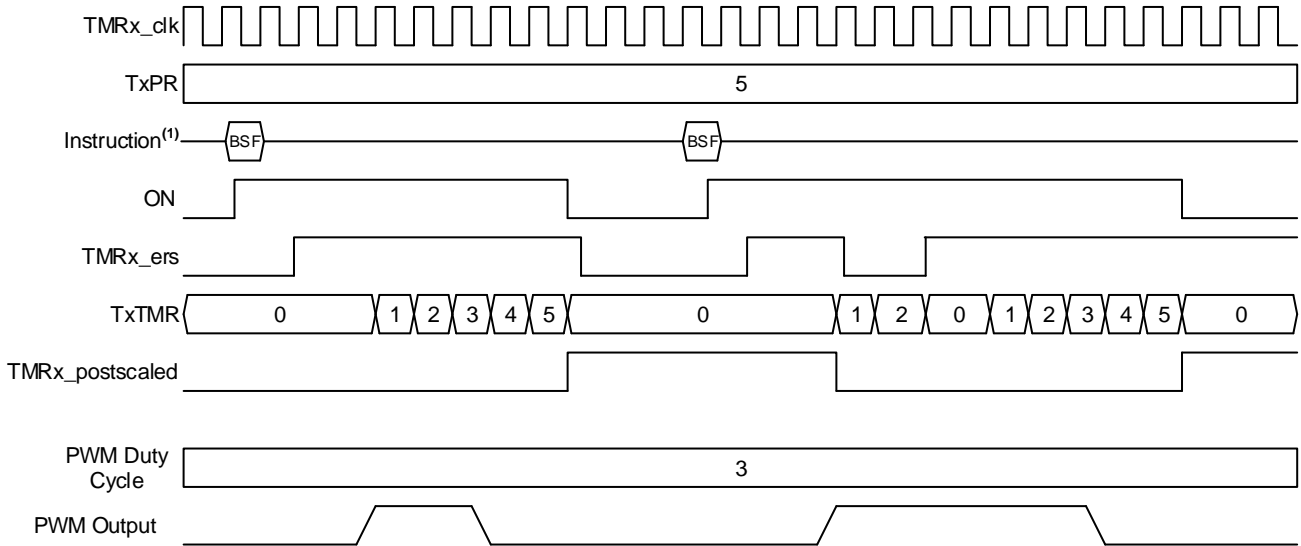 TMRx_clk
TxPR 5
Instruction(1) BSF BSF
ON
TMRx_ers
TxTMR 0 1 2 3 4 5 0 1 2 0 1 2 3 4 5 0
TMRx_postscaled
PWM Duty
Cycle 3
PWM Output